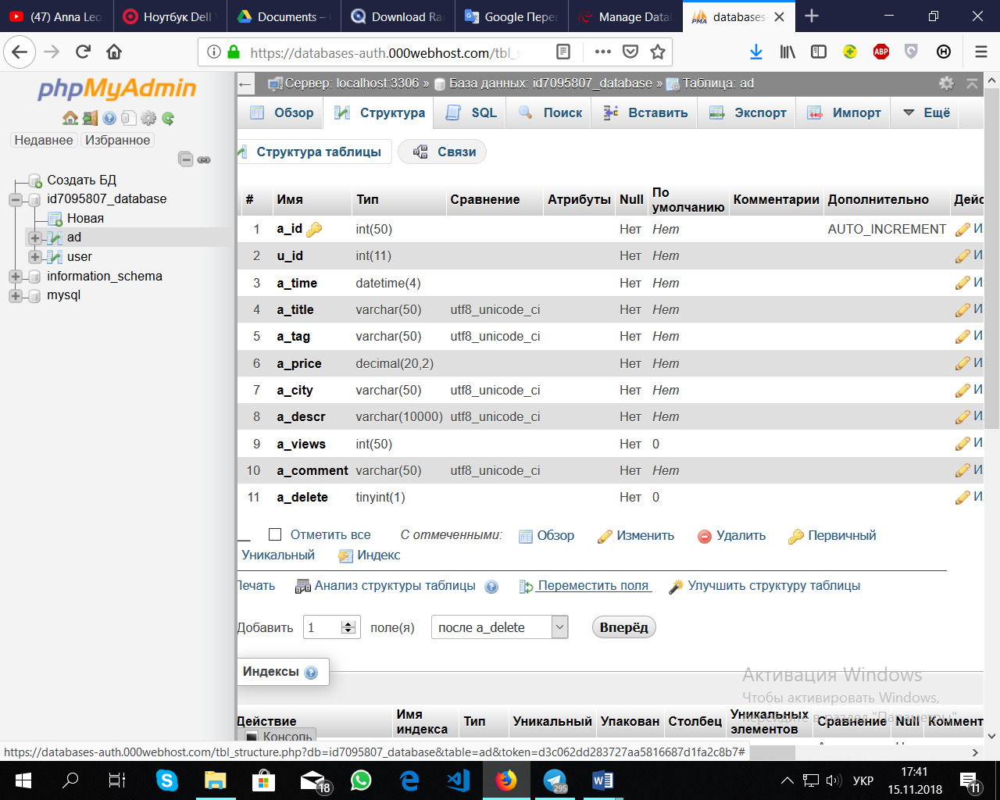 (47) Anna Leo
Ноутбук Dell
Documents –
Download Ra
Google Пере
Manage Data
databases-
https://databases-auth.000webhost.com/tbl_s
phpMyAdmin
Недавнее Избранное
Создать БД
id7095807_database
Новая
ad
user
information_schema
mysql
Сервер: localhost:3306 » База данных: id7095807_database » Таблица: ad
Обзор Структура SQL Поиск Вставить Экспорт Импорт Ещё
Структура таблицы Связи
# Имя Тип Сравнение Атрибуты Null По умолчанию Комментарии Дополнительно Дейс
1 a_id int(50) Нет Нет AUTO_INCREMENT И
2 u_id int(11) Нет Нет И
3 a_time datetime(4) Нет Нет И
4 a_title varchar(50) utf8_unicode_ci Нет Нет И
5 a_tag varchar(50) utf8_unicode_ci Нет Нет И
6 a_price decimal(20,2) Нет Нет И
7 a_city varchar(50) utf8_unicode_ci Нет Нет И
8 a_descr varchar(10000) utf8_unicode_ci Нет Нет И
9 a_views int(50) Нет 0 И
10 a_comment varchar(50) utf8_unicode_ci Нет Нет И
11 a_delete tinyint(1) Нет 0 И
Отметить все С отмеченными: Обзор Изменить Удалить Первичный
Уникальный Индекс
Печать Анализ структуры таблицы Переместить поля Улучшить структуру таблицы
Добавить 1 поле(я) после a_delete Вперёд
Индексы
Действие Имя индекса Тип Уникальный Упакован Столбец Уникальных элементов Сравнение Null Коммент
Консоль
Активация Windows
Чтобы активировать Windows,
перейдите в раздел "Параметры".
https://databases-auth.000webhost.com/tbl_structure.php?db=id7095807_database&table=ad&token=d3c062dd283727aa5816687d1fa2c8b7#
18
295
УКР
17:41
15.11.2018
11